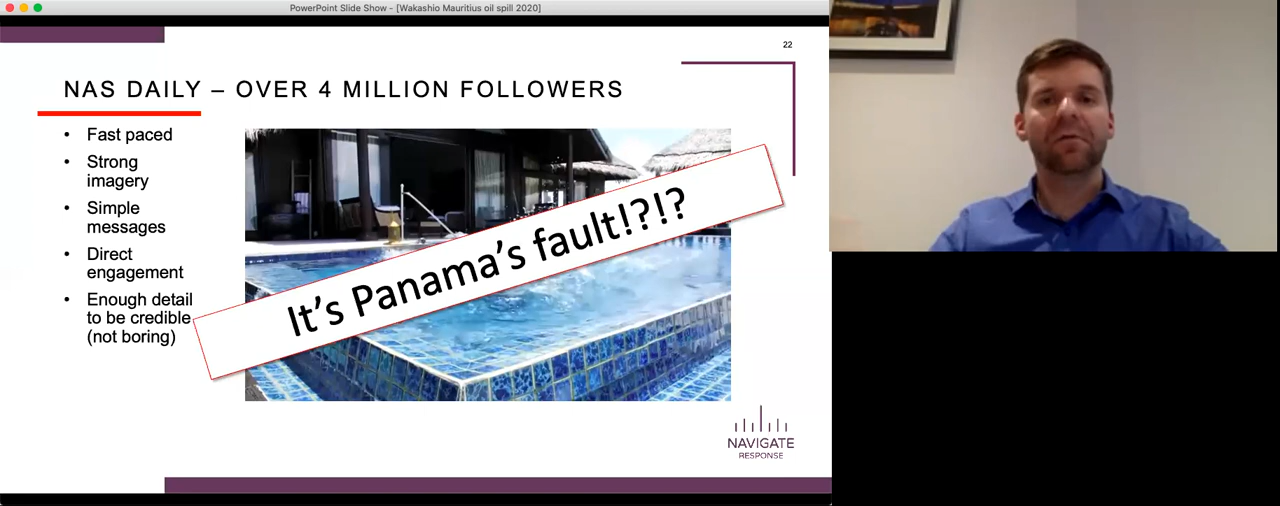 PowerPoint Slide Show - [Wakashio Mauritius oil spill 2020]
22
NAS DAILY – OVER 4 MILLION FOLLOWERS
• Fast paced
• Strong
imagery
• Simple
messages
• Direct
engagement
• Enough detail
to be credible
(not boring)
It's Panama's fault!?!?
NAVIGATE
RESPONSE